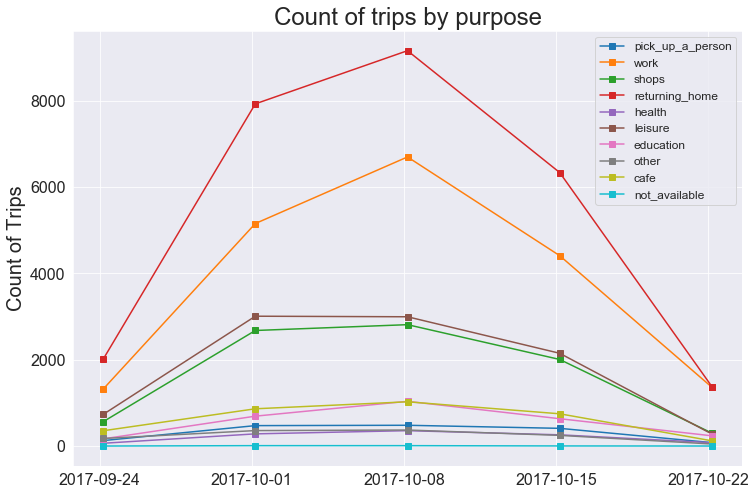 Count of trips by purpose
Count of Trips
8000
6000
4000
2000
0
2017-09-24 2017-10-01 2017-10-08 2017-10-15 2017-10-22
pick_up_a_person
work
shops
returning_home
health
leisure
education
other
cafe
not_available